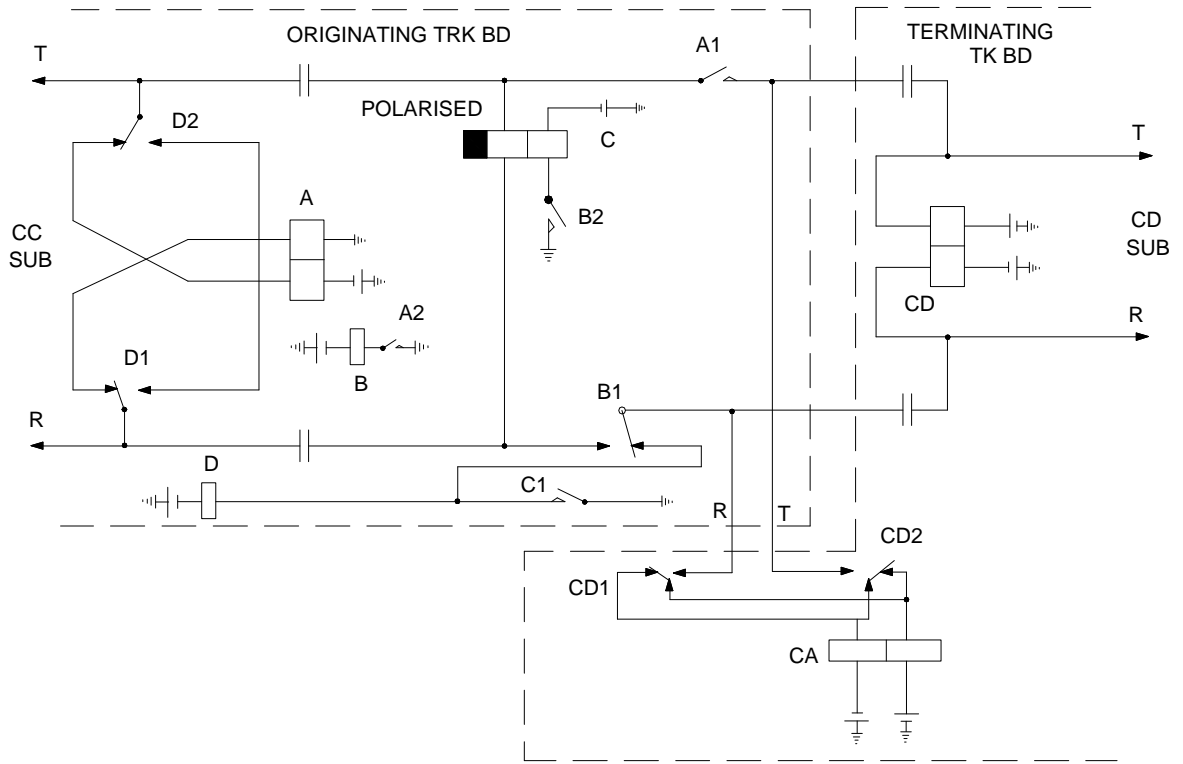 ORIGINATING TRK BD
TERMINATING
TK BD
T
A1
POLARISED
D2
C
T
A
B2
CC
SUB
CD
SUB
A2
CD
D1
B
R
B1
R
D
C1
R
T
CD2
CD1
CA